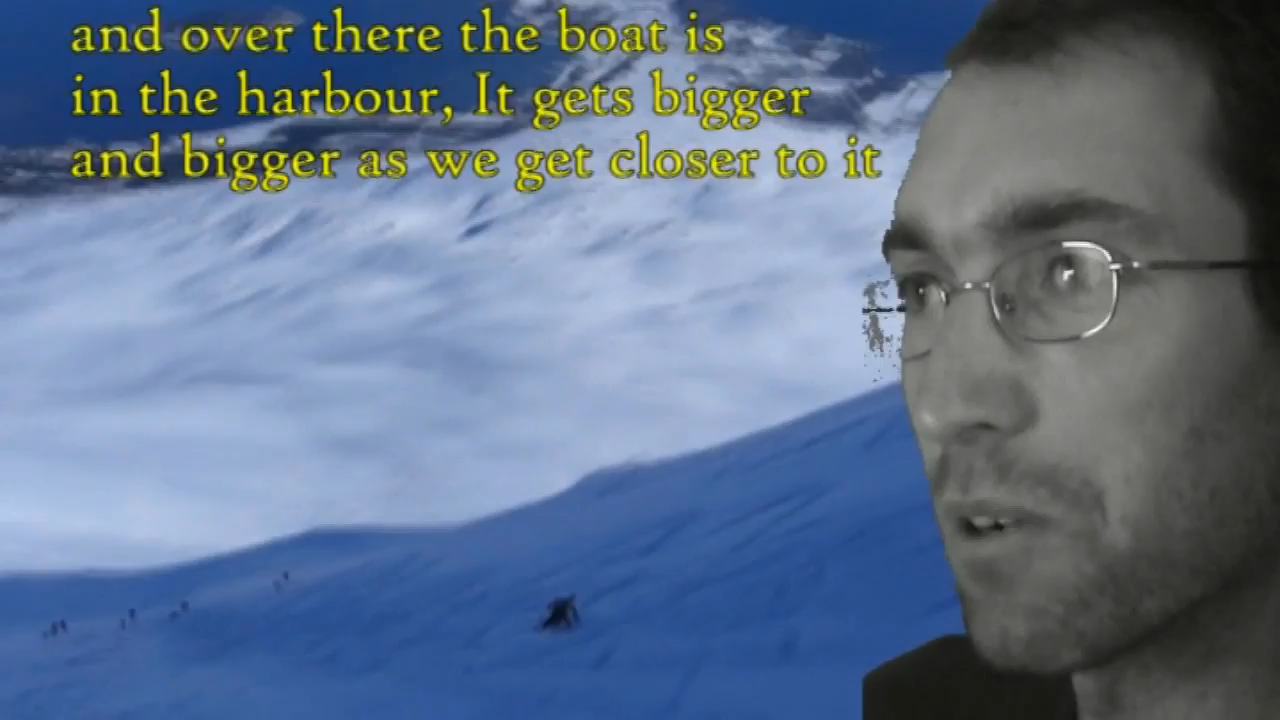 and over there the boat is
in the harbour, It gets bigger
and bigger as we get closer to it